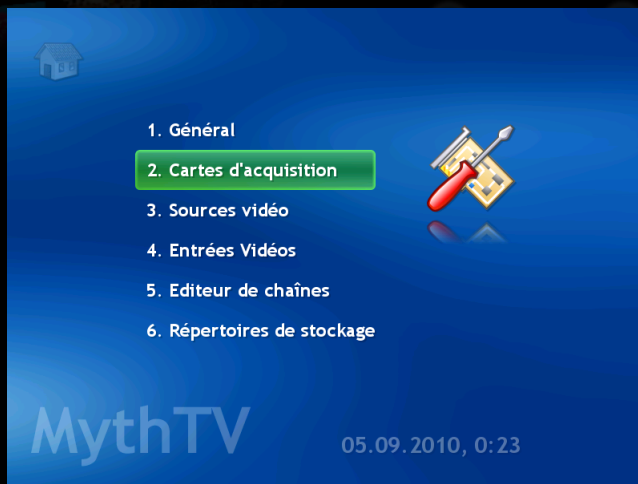 1. Général
2. Cartes d'acquisition
3. Sources vidéo
4. Entrées Vidéos
5. Editeur de chaînes
6. Répertoires de stockage
MythTV
05.09.2010, 0:23